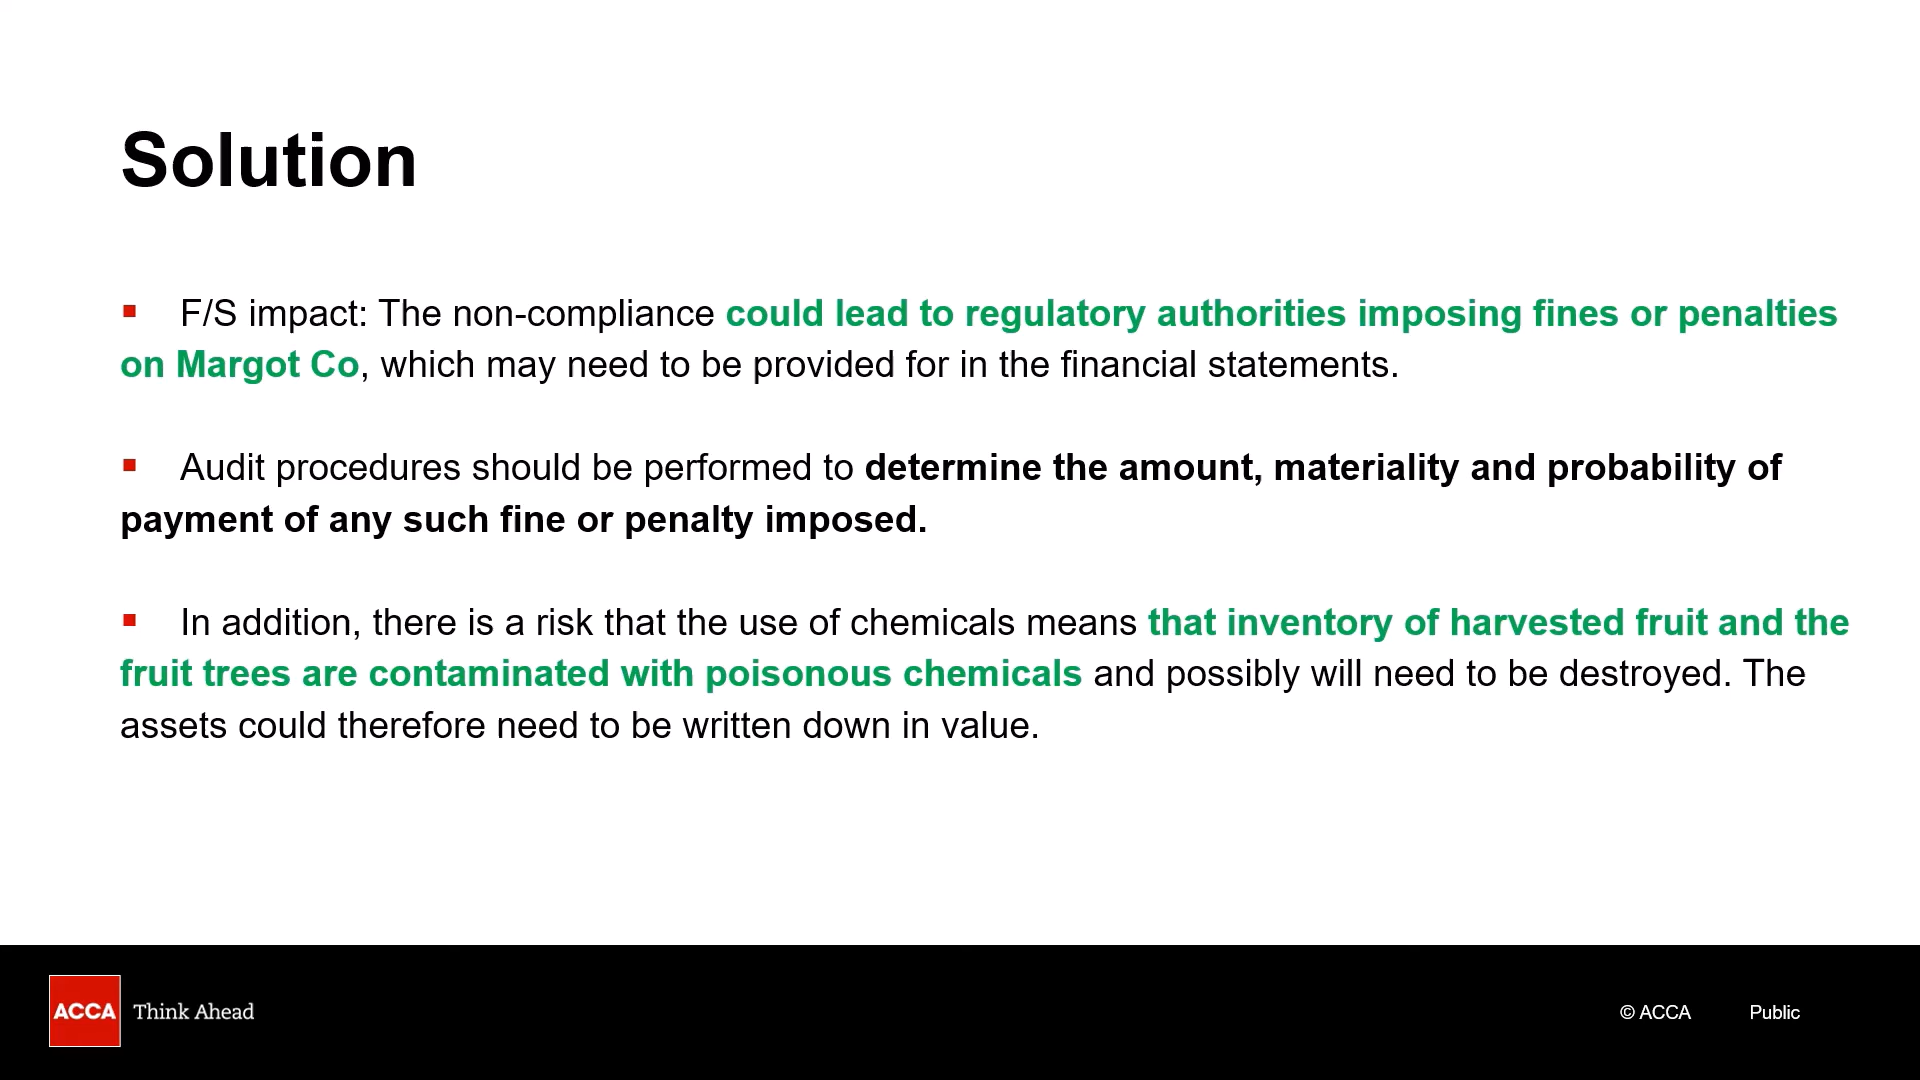 Solution
▪ F/S impact: The non-compliance could lead to regulatory authorities imposing fines or penalties
on Margot Co, which may need to be provided for in the financial statements.
▪ Audit procedures should be performed to determine the amount, materiality and probability of
payment of any such fine or penalty imposed.
▪ In addition, there is a risk that the use of chemicals means that inventory of harvested fruit and the
fruit trees are contaminated with poisonous chemicals and possibly will need to be destroyed. The
assets could therefore need to be written down in value.
ACCA Think Ahead
© ACCA Public